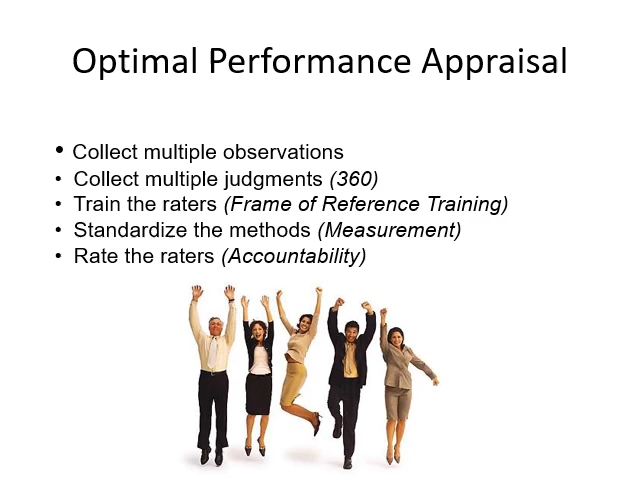 Optimal Performance Appraisal
• Collect multiple observations
• Collect multiple judgments (360)
• Train the raters (Frame of Reference Training)
• Standardize the methods (Measurement)
• Rate the raters (Accountability)